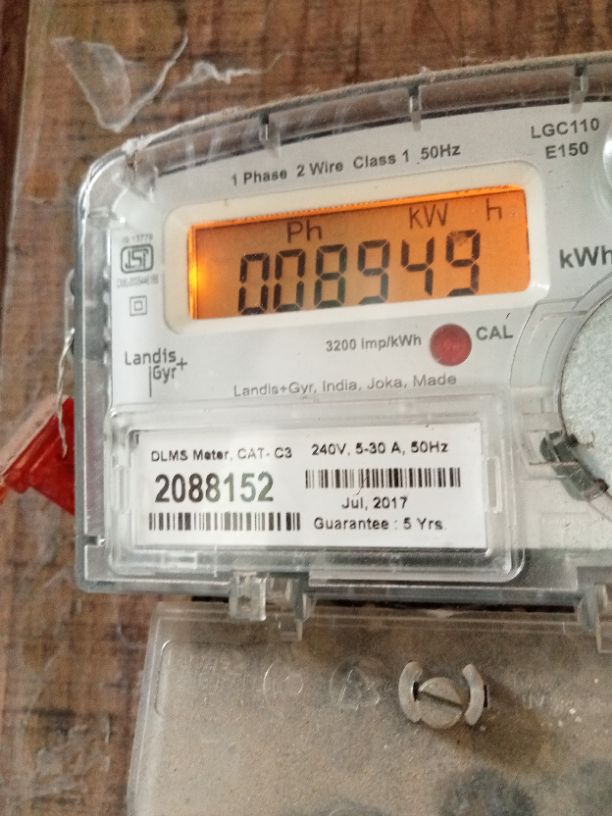 LGC110
E150
1 Phase 2 Wire Class 1 50Hz
Ph kW h
008949
kWh
ISI
3200 Imp/kWh
CAL
Landis
Gyr+
Landis+Gyr, India, Joka, Made
DLMS Meter, CAT- C3 240V, 5-30 A, 50Hz
2088152
Jul, 2017
Guarantee : 5 Yrs.